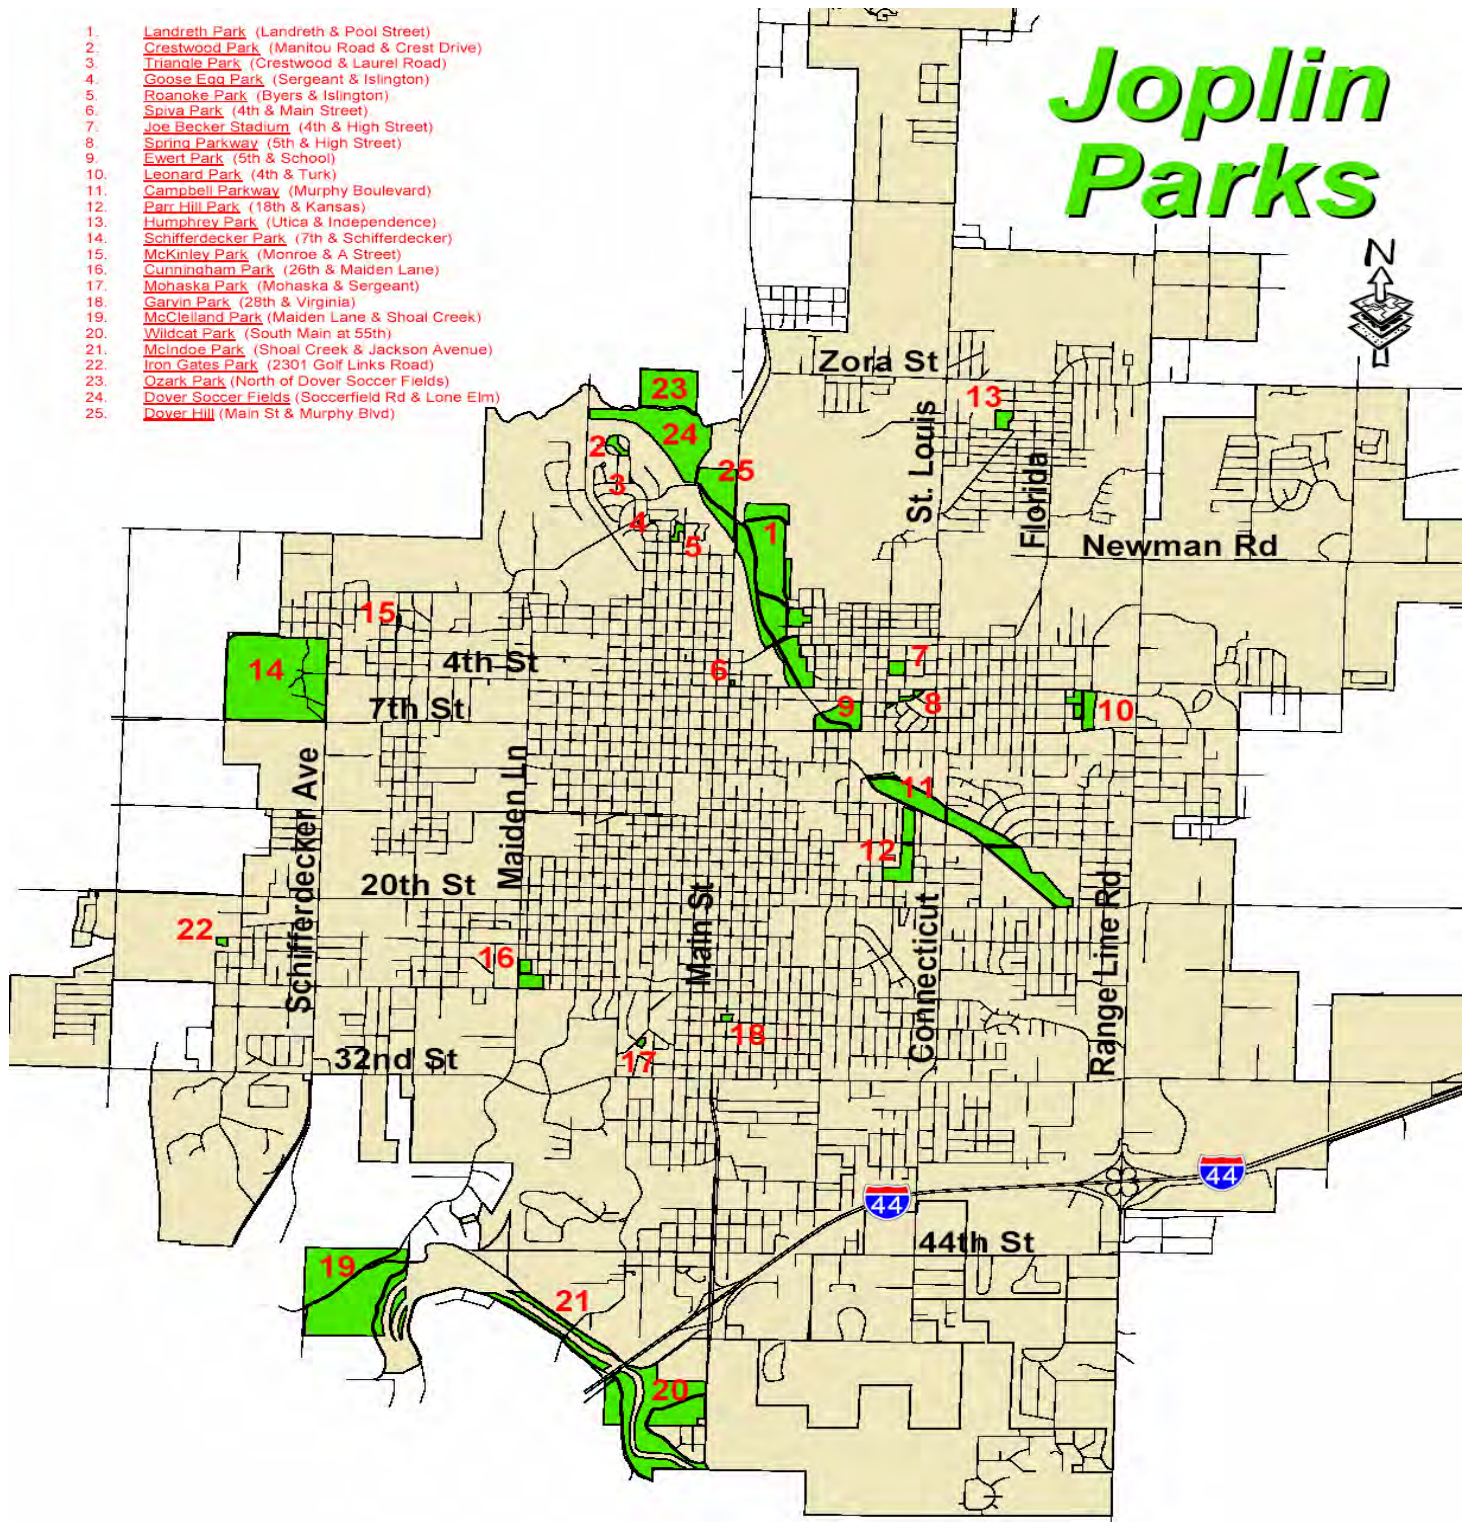 1. Landreth Park (Landreth & Pool Street)
2. Crestwood Park (Manitou Road & Crest Drive)
3. Triangle Park (Crestwood & Laurel Road)
4. Goose Egg Park (Sergeant & Islington)
5. Roanoke Park (Byers & Islington)
6. Spiva Park (4th & Main Street)
7. Joe Becker Stadium (4th & High Street)
8. Spring Parkway (5th & High Street)
9. Ewert Park (5th & School)
10. Leonard Park (4th & Turk)
11. Campbell Parkway (Murphy Boulevard)
12. Parr Hill Park (18th & Kansas)
13. Humphrey Park (Utica & Independence)
14. Schifferdecker Park (7th & Schifferdecker)
15. McKinley Park (Monroe & A Street)
16. Cunningham Park (26th & Maiden Lane)
17. Mohaska Park (Mohaska & Sergeant)
18. Garvin Park (28th & Virginia)
19. McClelland Park (Maiden Lane & Shoal Creek)
20. Wildcat Park (South Main at 55th)
21. McIndoe Park (Shoal Creek & Jackson Avenue)
22. Iron Gates Park (2301 Golf Links Road)
23. Ozark Park (North of Dover Soccer Fields)
24. Dover Soccer Fields (Soccerfield Rd & Lone Elm)
25. Dover Hill (Main St & Murphy Blvd)
Joplin
Parks
N
Zora St
23
13
24
2
25
St. Louis
3
Florida
4
1
5
Newman Rd
15
4th St
7
14
6
7th St
9
8
10
Schifferdecker Ave
Maiden Ln
11
12
20th St
Main St
Connecticut
Range Line Rd
22
16
18
32nd St
17
44
44
44th St
19
21
20